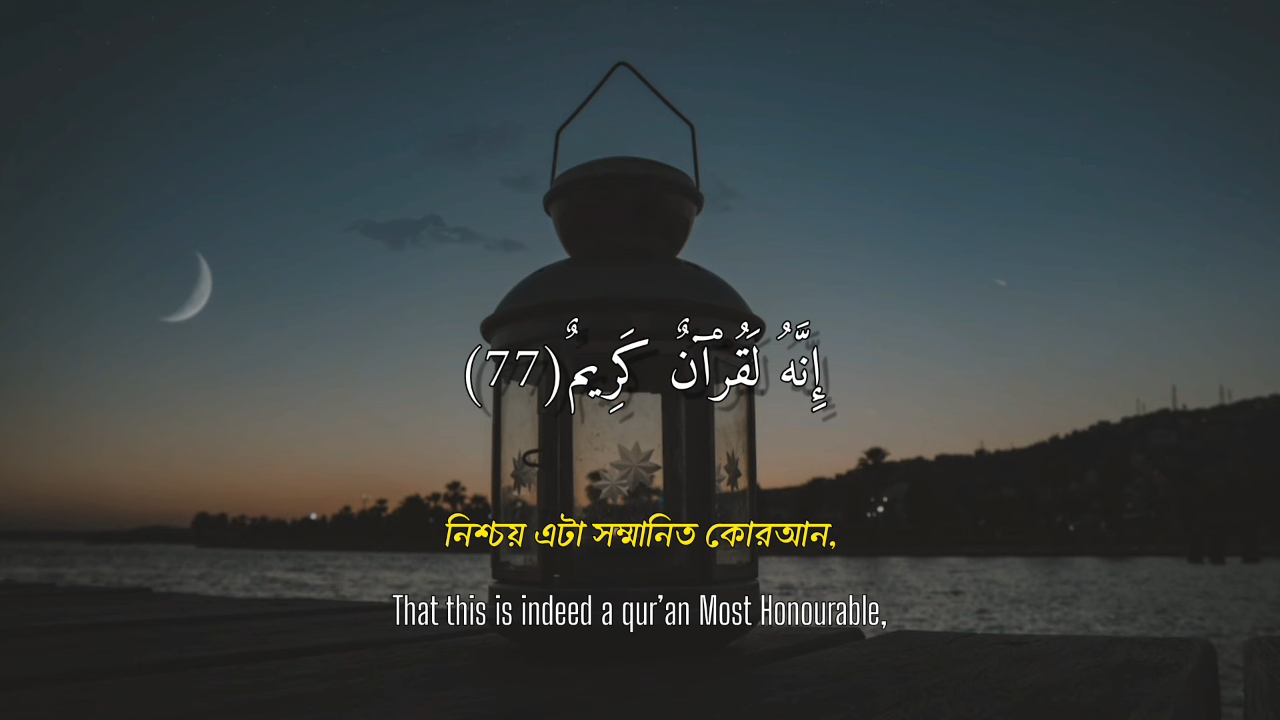 إِنَّهُ لَقُرْآنٌ كَرِيمٌ(77)
নিশ্চয় এটা সম্মানিত কোরআন,
That this is indeed a qur’an Most Honourable,